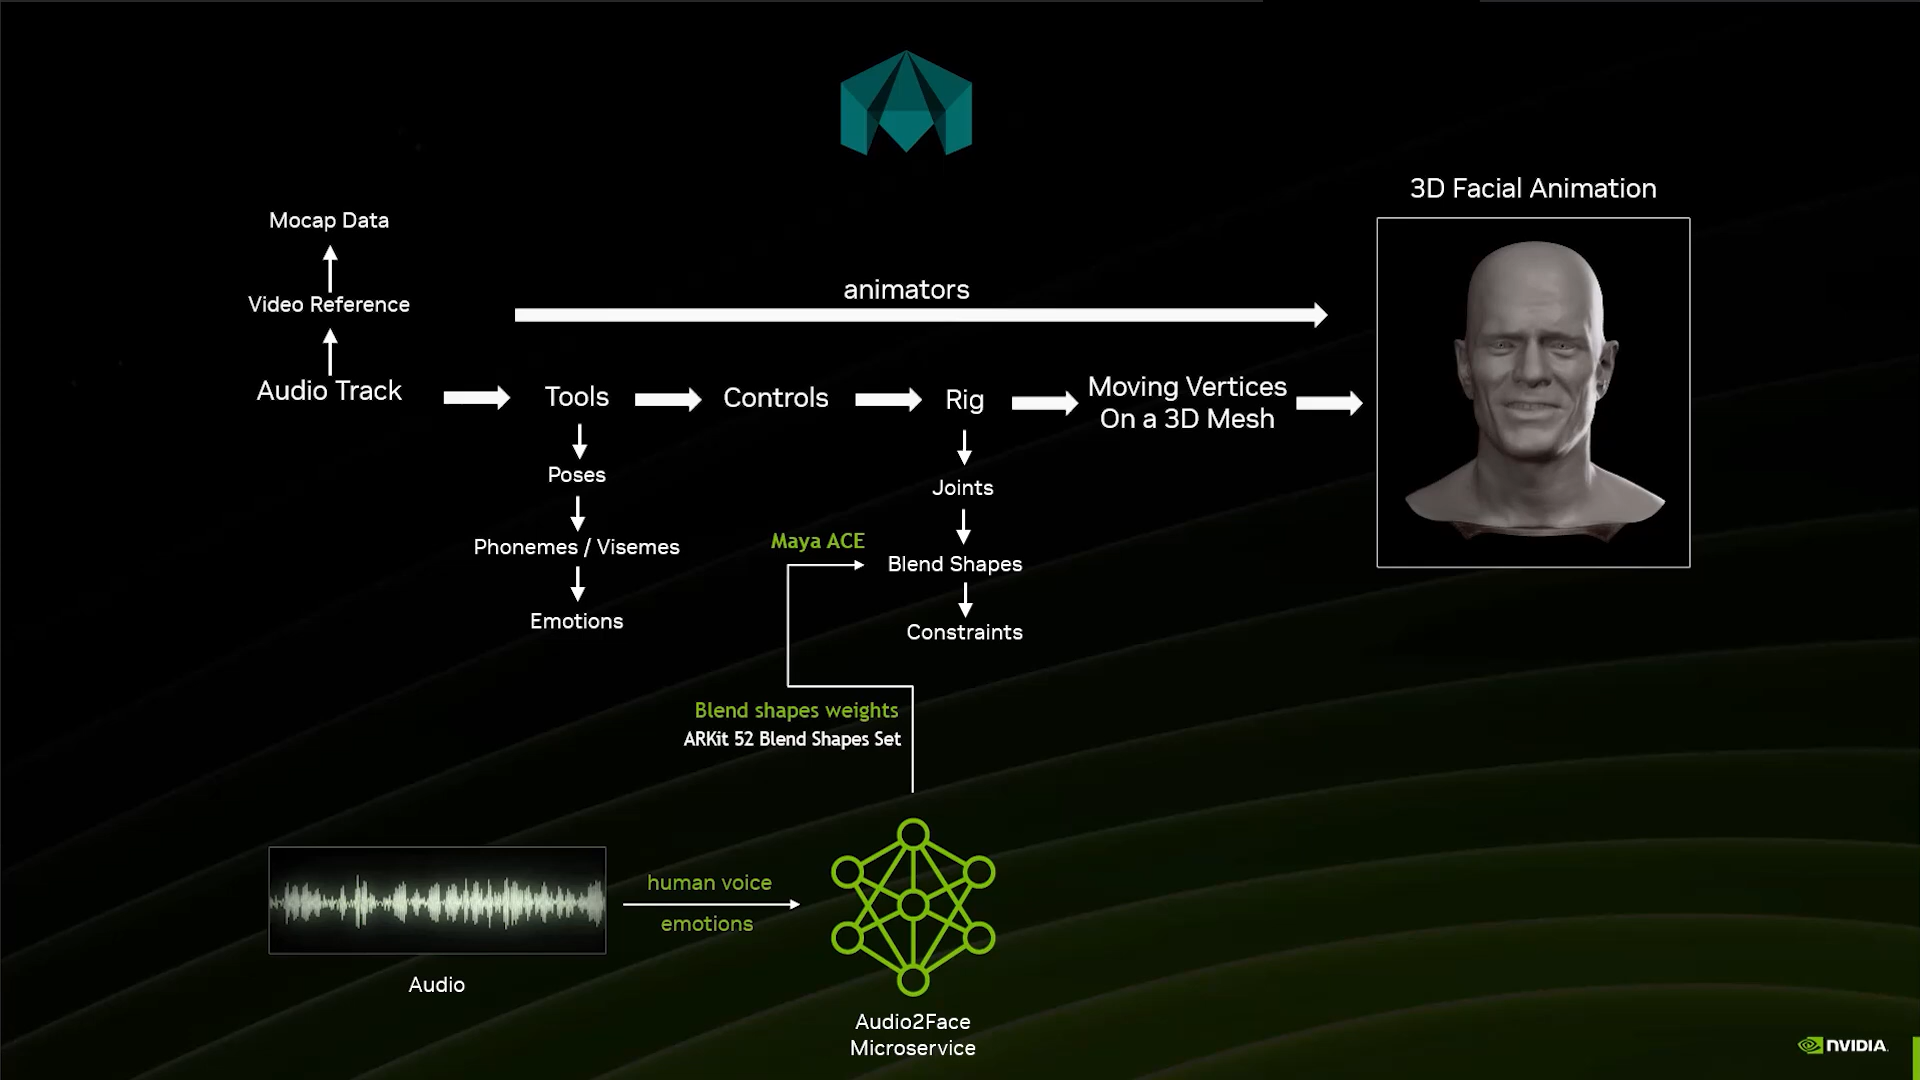 3D Facial Animation
Mocap Data
Video Reference
animators
Audio Track
Tools
Controls
Rig
Moving Vertices
On a 3D Mesh
Poses
Phonemes / Visemes
Emotions
Joints
Maya ACE
Blend Shapes
Constraints
Blend shapes weights
ARKit 52 Blend Shapes Set
human voice
emotions
Audio
Audio2Face
Microservice
NVIDIA.